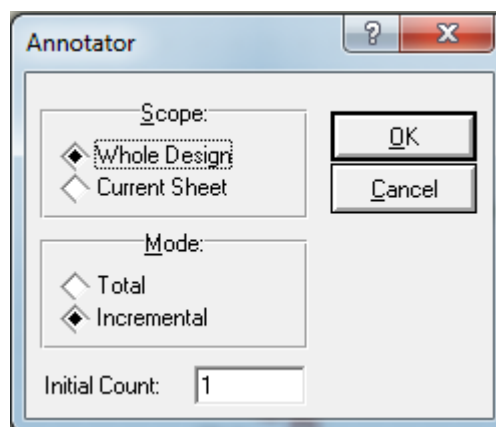 Annotator
Scope:
Whole Design
Current Sheet
OK
Cancel
Mode:
Total
Incremental
Initial Count: 1